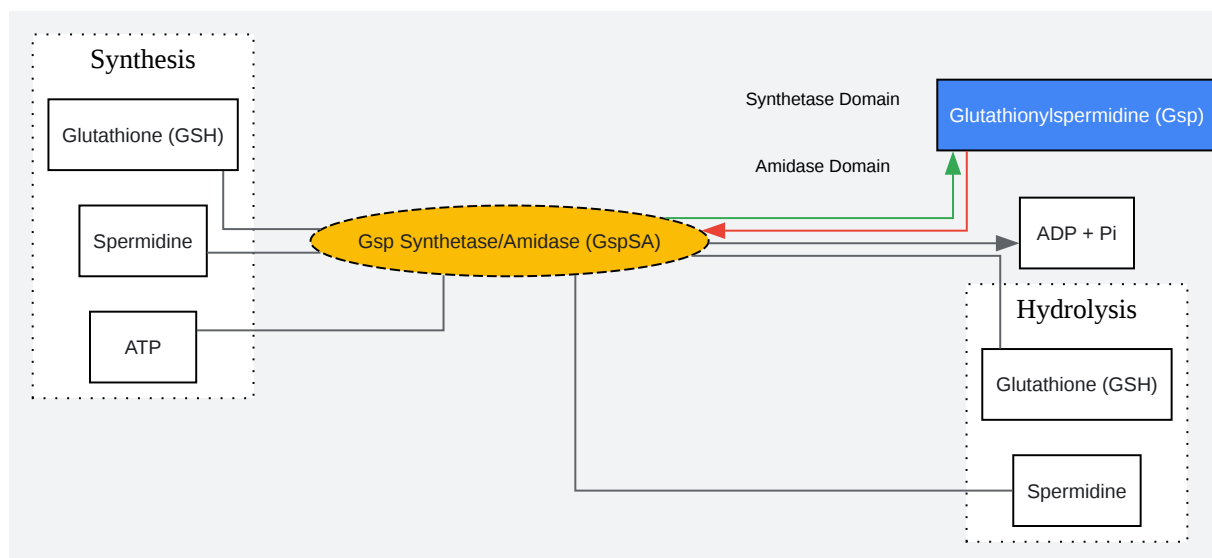 Synthesis
Glutathione (GSH)
Spermidine
ATP
Gsp Synthetase/Amidase (GspSA)
Synthetase Domain
Amidase Domain
Glutathionylspermidine (Gsp)
ADP + Pi
Hydrolysis
Glutathione (GSH)
Spermidine